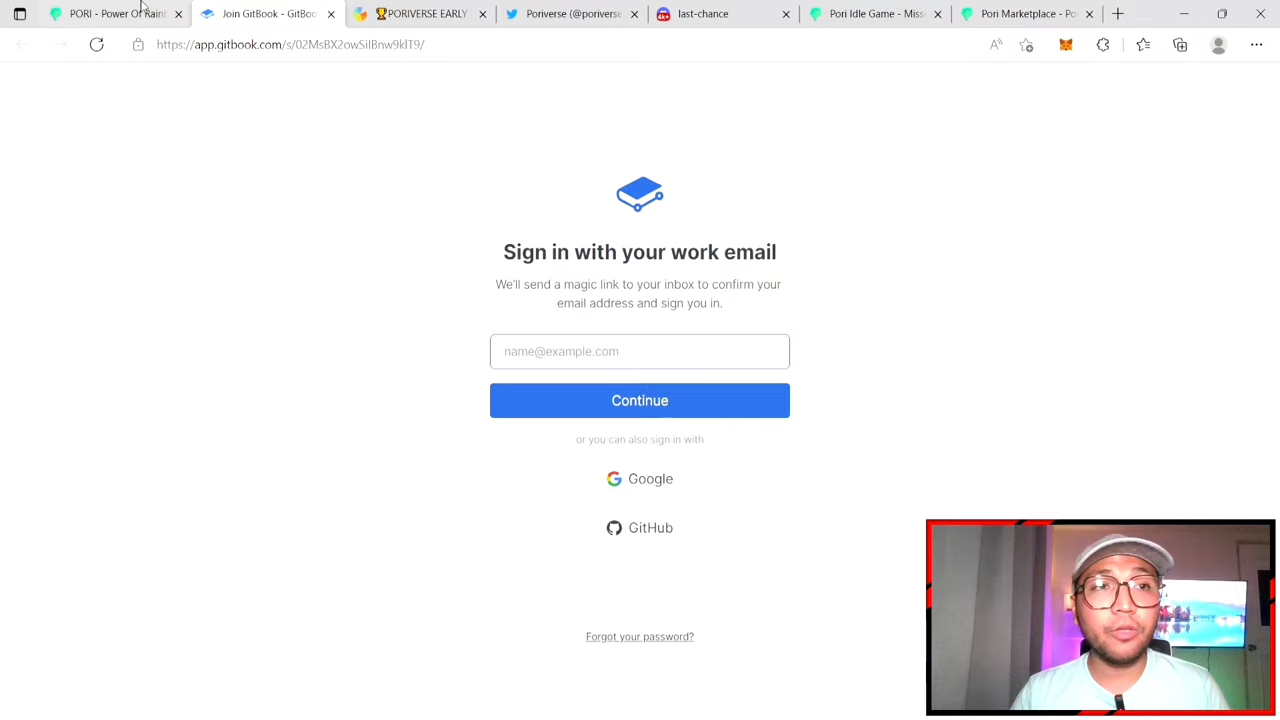 PORI - Power Of Rain
Join GitBook - GitBoo
🏆PORIVERSE EARLY
Poriverse (@poriverse.
4k+
last-chance
Pori Idle Game - Miss
Pori Marketplace - Po
https://app.gitbook.com/s/02MsBX2owSiIBnw9klT9/
Sign in with your work email
We'll send a magic link to your inbox to confirm your
email address and sign you in.
name@example.com
Continue
or you can also sign in with
Google
GitHub
Forgot your password?